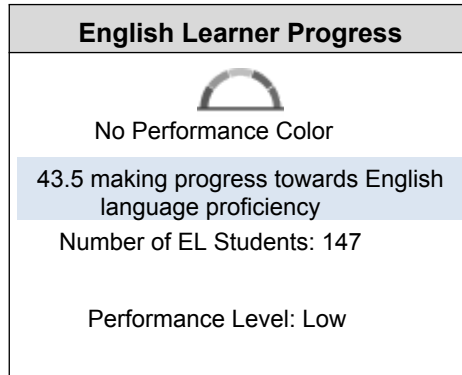 English Learner Progress
No Performance Color
43.5 making progress towards English
language proficiency
Number of EL Students: 147
Performance Level: Low